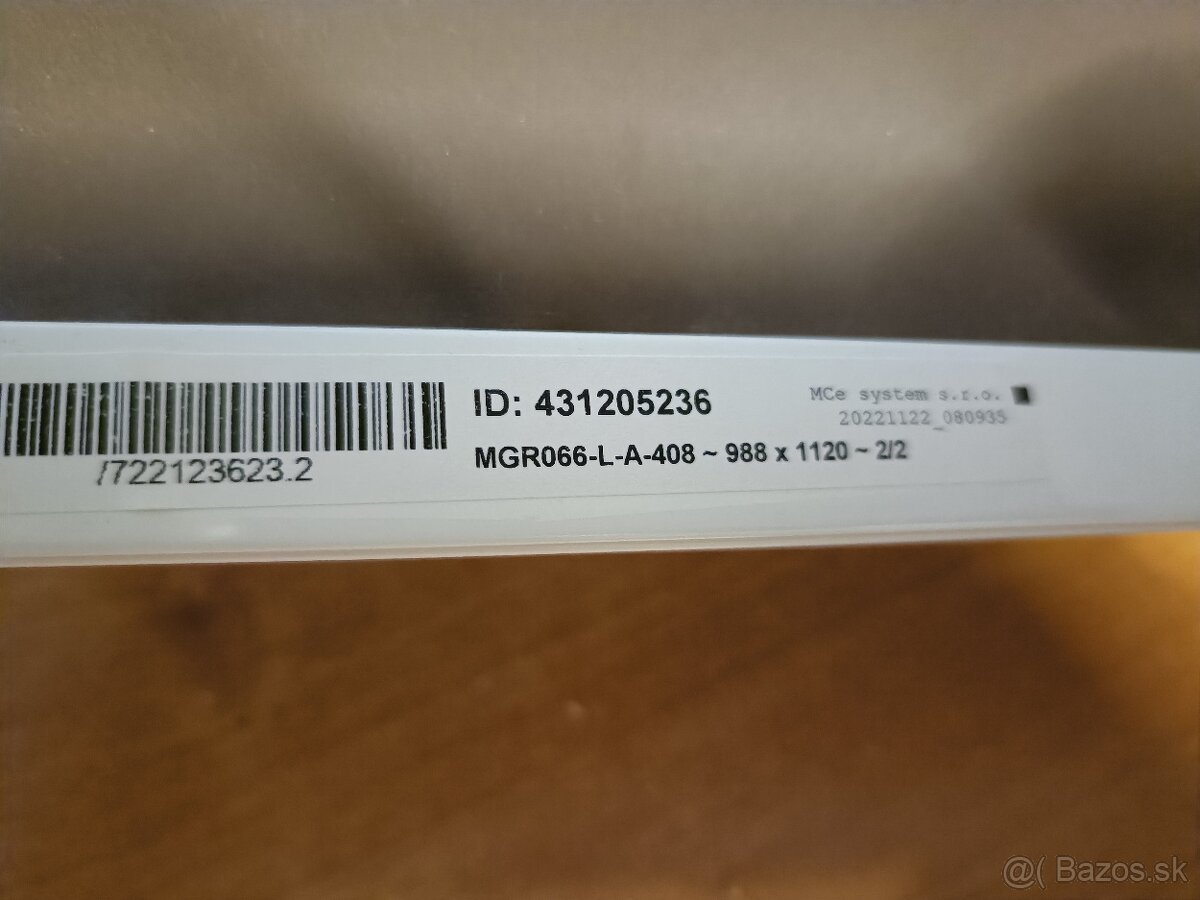 ID: 431205236
MCe system s.r.o.
20221122_080935
MGR066-L-A-408 ~ 988 x 1120 ~ 2/2
/722123623.2
@( Bazos.sk